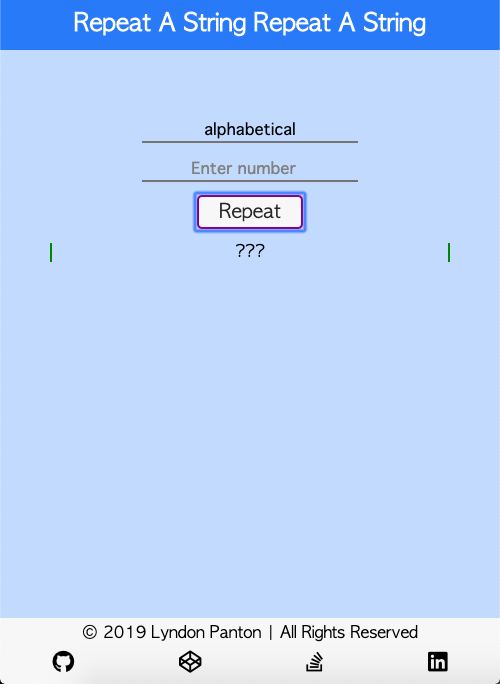 Repeat A String Repeat A String
alphabetical
Enter number
Repeat
???
© 2019 Lyndon Panton | All Rights Reserved